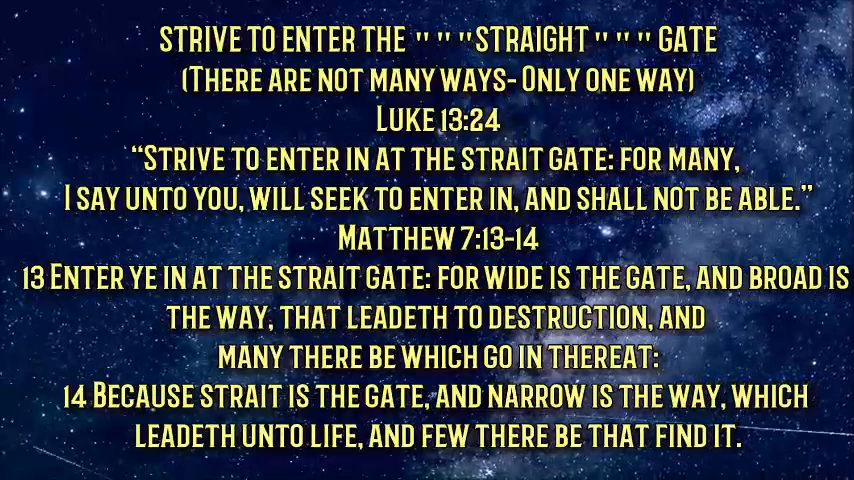 STRIVE TO ENTER THE " " "STRAIGHT " " " GATE
(THERE ARE NOT MANY WAYS- ONLY ONE WAY)
LUKE 13:24
“STRIVE TO ENTER IN AT THE STRAIT GATE: FOR MANY,
I SAY UNTO YOU, WILL SEEK TO ENTER IN, AND SHALL NOT BE ABLE.”
MATTHEW 7:13-14
13 ENTER YE IN AT THE STRAIT GATE: FOR WIDE IS THE GATE, AND BROAD IS
THE WAY, THAT LEADETH TO DESTRUCTION, AND
MANY THERE BE WHICH GO IN THEREAT:
14 BECAUSE STRAIT IS THE GATE, AND NARROW IS THE WAY, WHICH
LEADETH UNTO LIFE, AND FEW THERE BE THAT FIND IT.